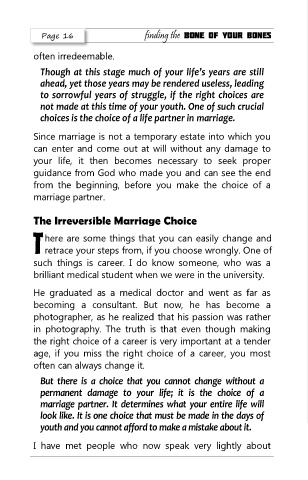 Page 16
finding the BONE OF YOUR BONES
often irredeemable.
Though at this stage much of your life's years are still
ahead, yet those years may be rendered useless, leading
to sorrowful years of struggle, if the right choices are
not made at this time of your youth. One of such crucial
choices is the choice of a life partner in marriage.
Since marriage is not a temporary estate into which you
can enter and come out at will without any damage to
your life, it then becomes necessary to seek proper
guidance from God who made you and can see the end
from the beginning, before you make the choice of a
marriage partner.
The Irreversible Marriage Choice
There are some things that you can easily change and
retrace your steps from, if you choose wrongly. One of
such things is career. I do know someone, who was a
brilliant medical student when we were in the university.
He graduated as a medical doctor and went as far as
becoming a consultant. But now, he has become a
photographer, as he realized that his passion was rather
in photography. The truth is that even though making
the right choice of a career is very important at a tender
age, if you miss the right choice of a career, you most
often can always change it.
But there is a choice that you cannot change without a
permanent damage to your life; it is the choice of a
marriage partner. It determines what your entire life will
look like. It is one choice that must be made in the days of
youth and you cannot afford to make a mistake about it.
I have met people who now speak very lightly about